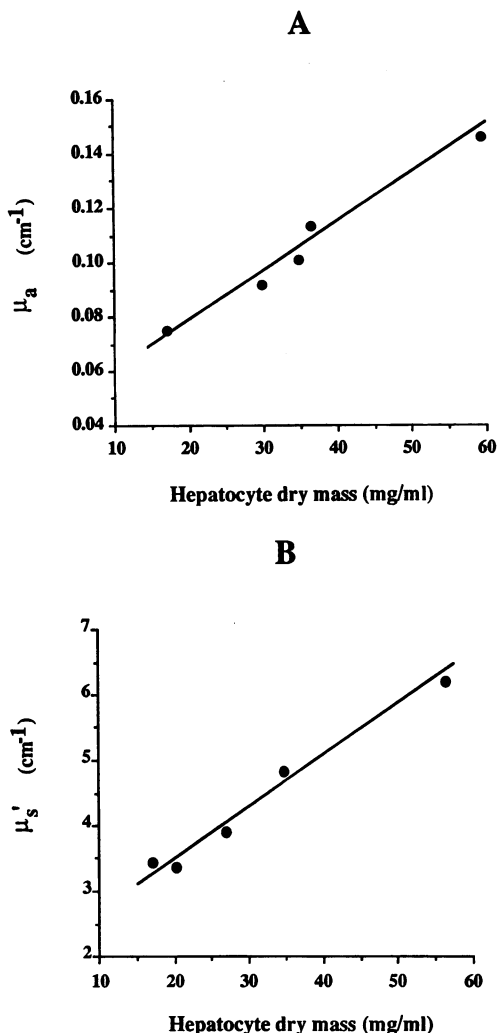 A
0.16
0.14
0.12
0.10
0.08
0.06
0.04
μa (cm-1)
10 20 30 40 50 60
Hepatocyte dry mass (mg/ml)
B
7
6
5
4
3
2
μs' (cm-1)
10 20 30 40 50 60
Hepatocyte dry mass (mg/ml)